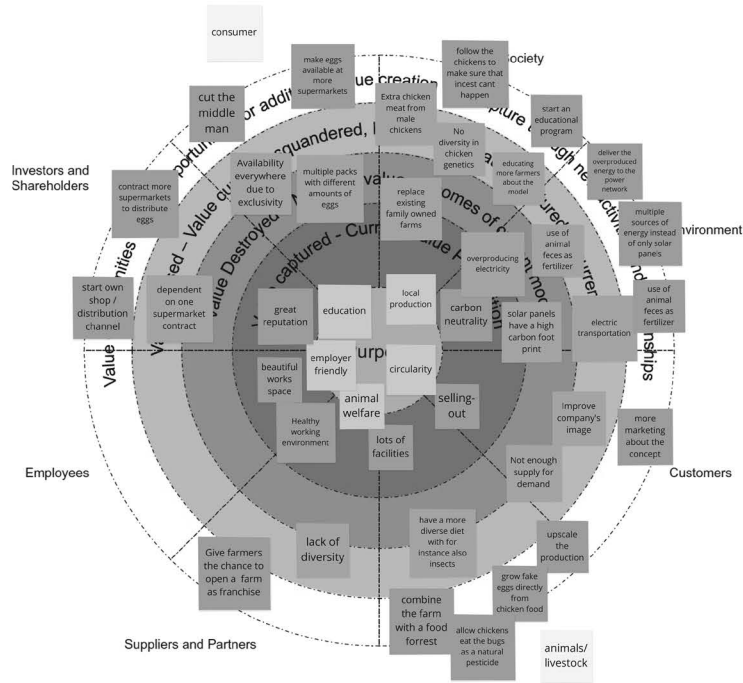 consumer
make eggs
available at
more
supermarkets
follow the
chickens to
make sure that
incest cant
happen
ociety
cut the
middle
man
Extra chicken
meat from
male
chickens
No
diversity in
chicken
genetics
start an
educational
program
deliver the
overproduced
energy to the
power
network
Investors and
Shareholders
contract more
supermarkets
to distribute
eggs
Availability
everywhere
due to
exclusivity
multiple packs
with different
amounts of
eggs
replace
existing
family owned
farms
educating
more farmers
about the
model
multiple
sources of
energy instead
of only solar
panels
nvironment
use of
animal
feces as
fertilizer
overproducing
electricity
start own
shop /
distribution
channel
dependent
on one
supermarket
contract
great
reputation
education
local
production
carbon
neutrality
solar panels
have a high
carbon foot
print
electric
transportation
use of
animal
feces as
fertilizer
employer
friendly
circularity
beautiful
works
space
animal
welfare
selling-
out
Healthy
working
environment
lots of
facilities
Improve
company's
image
more
marketing
about the
concept
Employees
Customers
Not enough
supply for
demand
lack of
diversity
have a more
diverse diet
with for
instance also
insects
Give farmers
the chance to
open a farm
as franchise
upscale
the
production
grow fake
eggs directly
from
chicken food
combine
the farm
with a food
forrest
allow chickens
eat the bugs
as a natural
pesticide
Suppliers and Partners
animals/
livestock
Value
Value Destroyed
captured - Curr